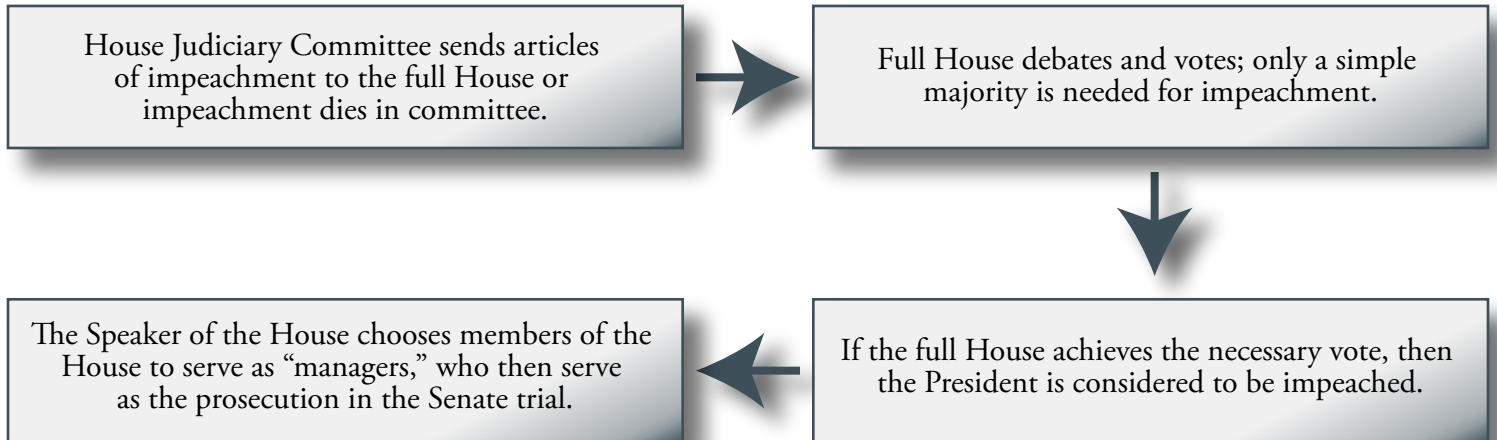 House Judiciary Committee sends articles
of impeachment to the full House or
impeachment dies in committee.
Full House debates and votes; only a simple
majority is needed for impeachment.
If the full House achieves the necessary vote, then
the President is considered to be impeached.
The Speaker of the House chooses members of the
House to serve as “managers,” who then serve
as the prosecution in the Senate trial.